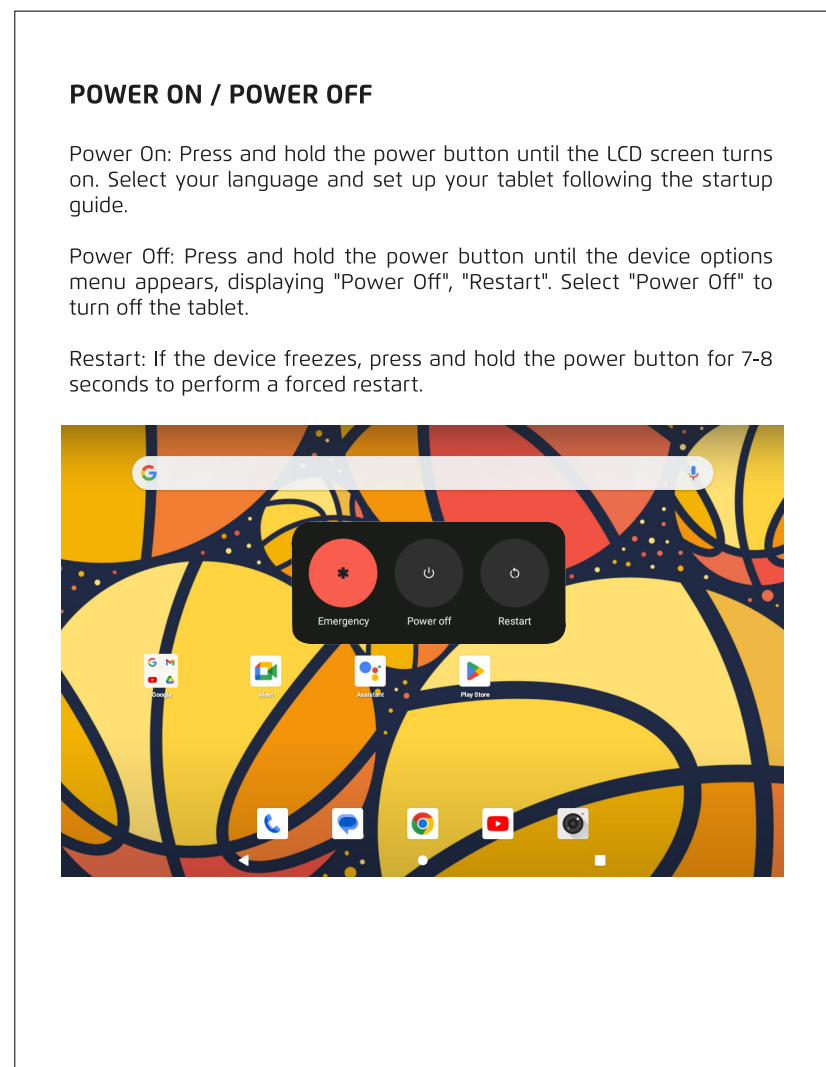 POWER ON / POWER OFF
Power On: Press and hold the power button until the LCD screen turns
on. Select your language and set up your tablet following the startup
guide.
Power Off: Press and hold the power button until the device options
menu appears, displaying "Power Off", "Restart". Select "Power Off" to
turn off the tablet.
Restart: If the device freezes, press and hold the power button for 7-8
seconds to perform a forced restart.
Emergency Power off Restart
Google Meet Assistant Play Store